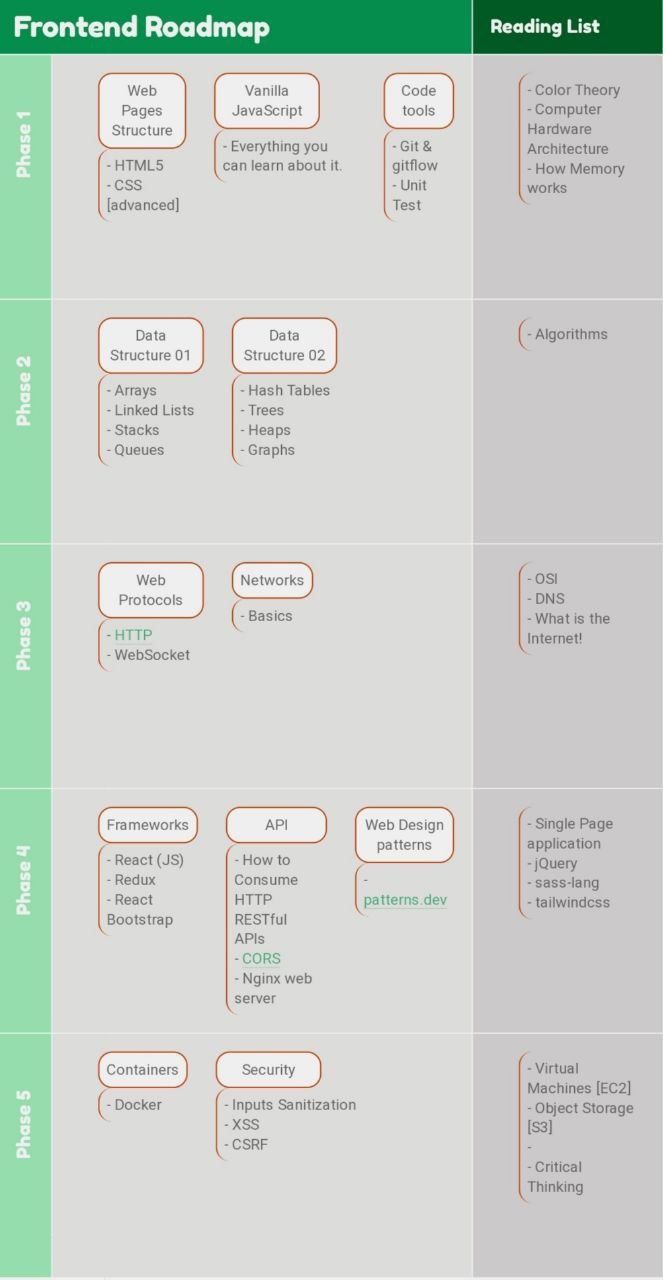 Frontend Roadmap
Reading List
Phase 1
Web
Pages
Structure
- HTML5
- CSS
[advanced]
Vanilla
JavaScript
- Everything you
can learn about it.
Code
tools
- Git &
gitflow
- Unit
Test
- Color Theory
- Computer
Hardware
Architecture
- How Memory
works
Phase 2
Data
Structure 01
- Arrays
- Linked Lists
- Stacks
- Queues
Data
Structure 02
- Hash Tables
- Trees
- Heaps
- Graphs
- Algorithms
Phase 3
Web
Protocols
- HTTP
- WebSocket
Networks
- Basics
- OSI
- DNS
- What is the
Internet!
Phase 4
Frameworks
- React (JS)
- Redux
- React
Bootstrap
API
- How to
Consume
HTTP
RESTful
APIs
- CORS
- Nginx web
server
Web Design
patterns
-
patterns.dev
- Single Page
application
- jQuery
- sass-lang
- tailwindcss
Phase 5
Containers
- Docker
Security
- Inputs Sanitization
- XSS
- CSRF
- Virtual
Machines [EC2]
- Object Storage
[S3]
-
- Critical
Thinking